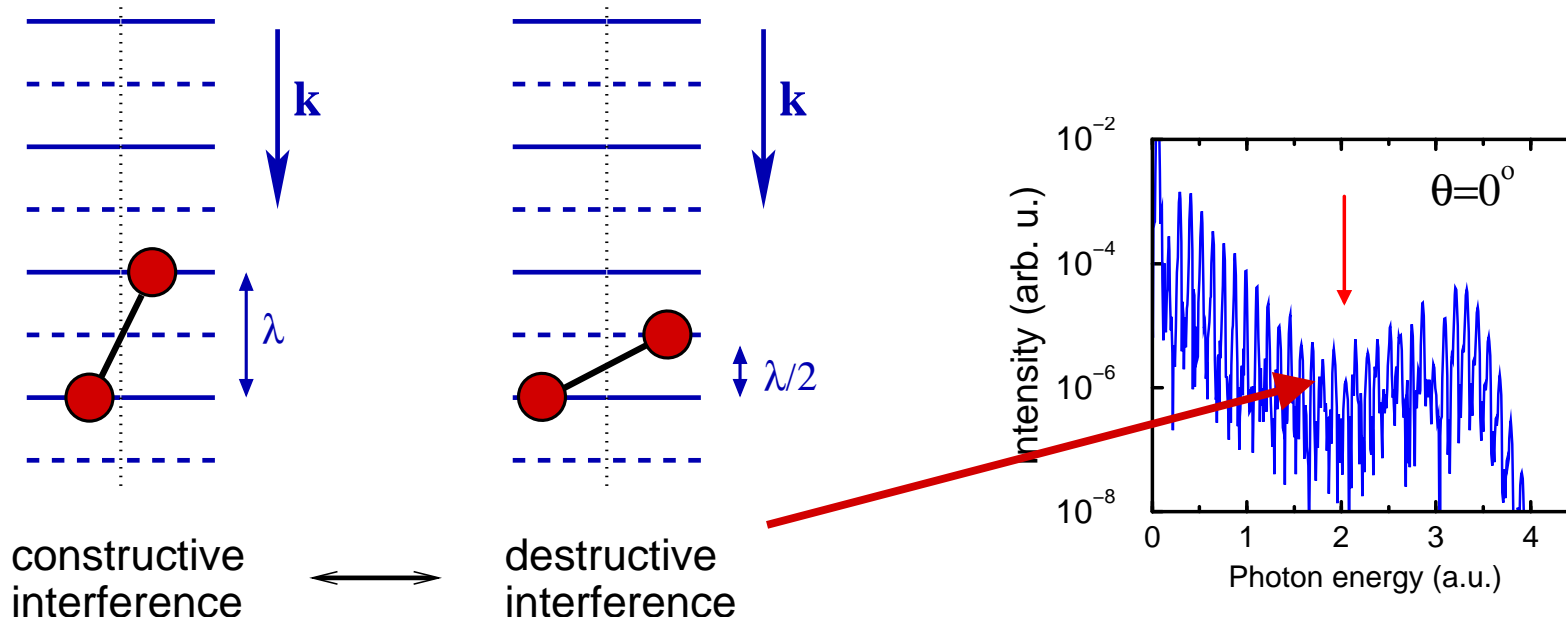 k
λ
constructive
interference
k
λ/2
destructive
interference
10⁻²
10⁻⁴
10⁻⁶
10⁻⁸
Intensity (arb. u.)
θ=0°
0 1 2 3 4
Photon energy (a.u.)